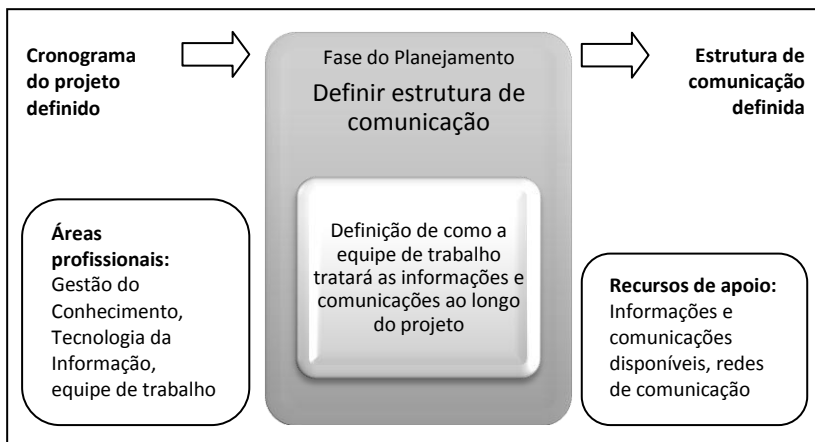 Cronograma
do projeto
definido
Fase do Planejamento
Definir estrutura de
comunicação
Estrutura de
comunicação
definida
Áreas
profissionais:
Gestão do
Conhecimento,
Tecnologia da
Informação,
equipe de trabalho
Definição de como a
equipe de trabalho
tratará as informações e
comunicações ao longo
do projeto
Recursos de apoio:
Informações e
comunicações
disponíveis, redes
de comunicação